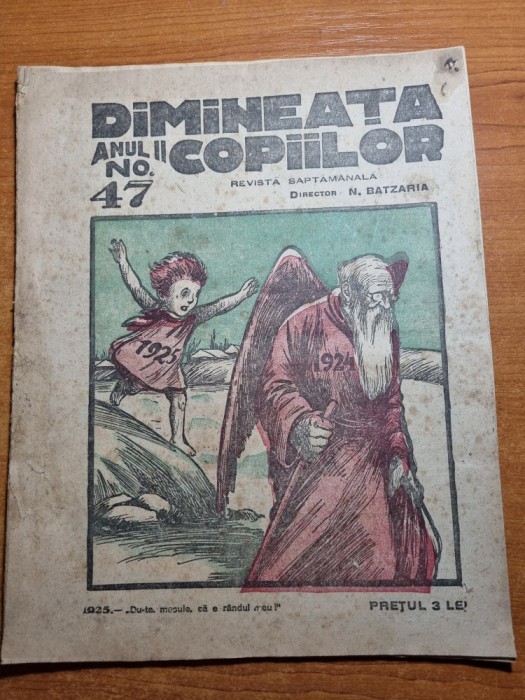 DiMiNEAȚA
ANUL II COPIILOR
NO.
47
REVISTĂ SAPTĂMÂNALĂ
DIRECTOR N. BATZARIA
1925
1924
1925.— „Du-te, moșule, că e rândul meu!"
PREȚUL 3 LEI